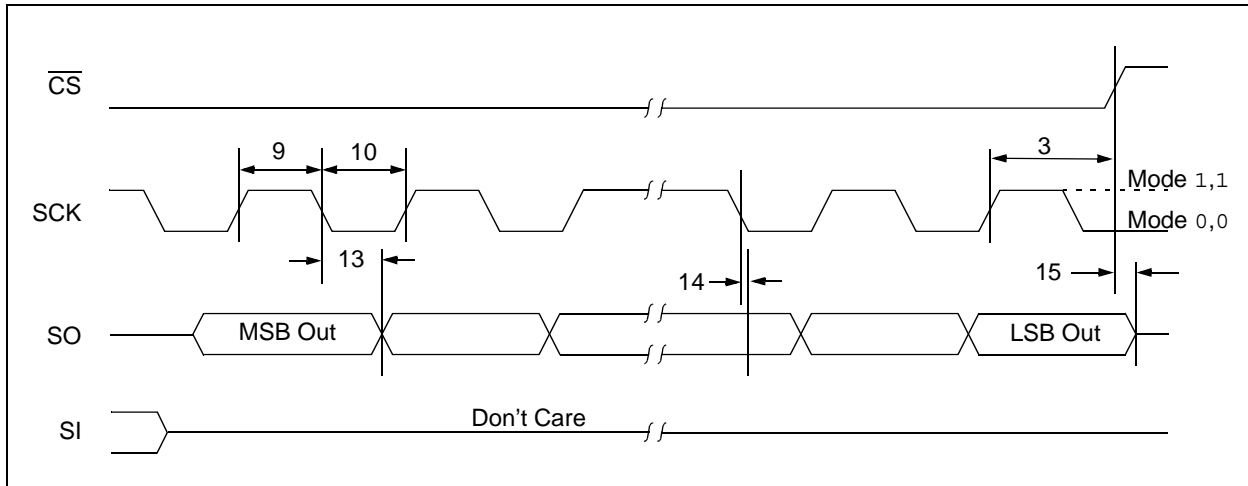 CS
9
10
3
SCK
Mode 1,1
Mode 0,0
13
14
15
SO
MSB Out
LSB Out
SI
Don't Care